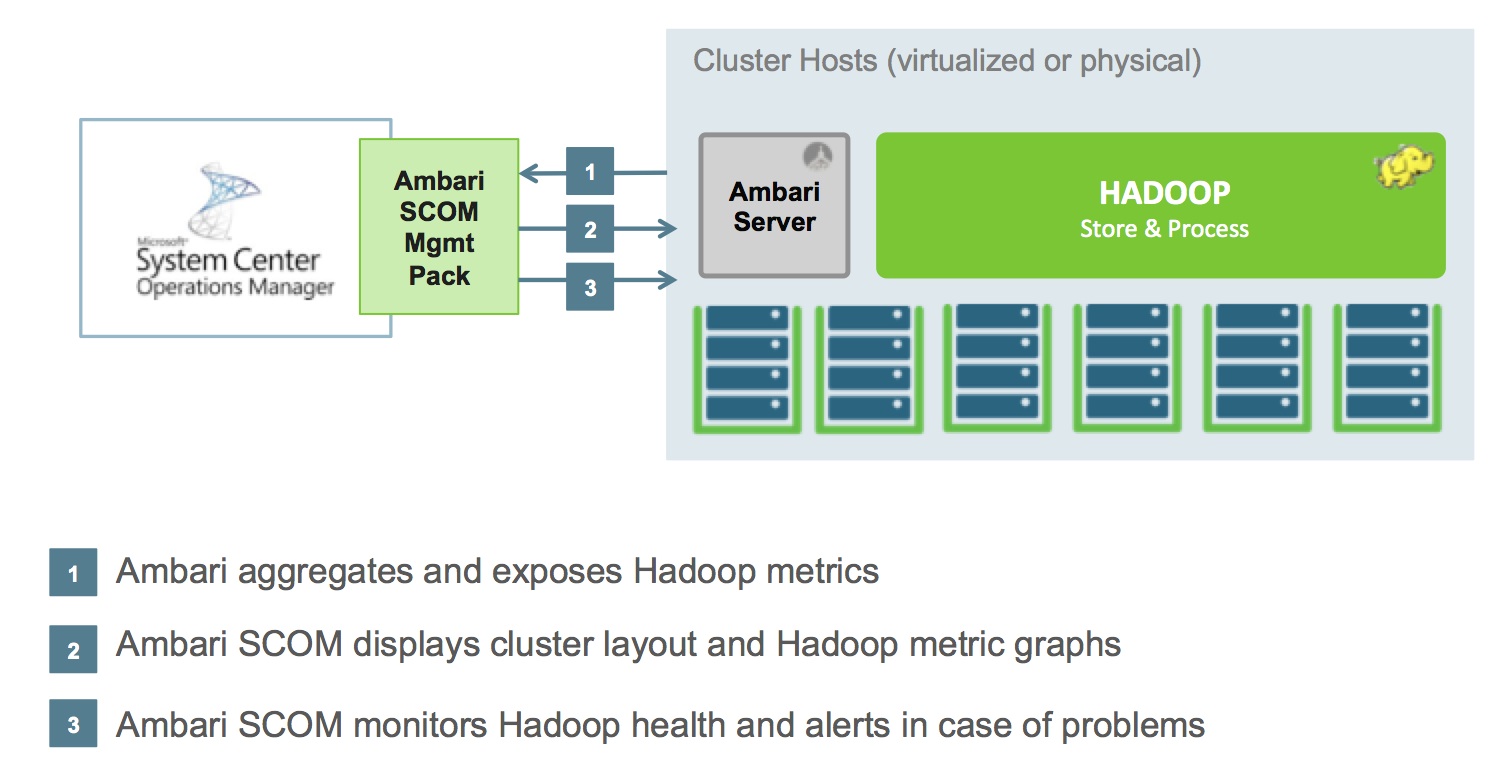 Cluster Hosts (virtualized or physical)
Microsoft®
System Center
Operations Manager
Ambari
SCOM
Mgmt
Pack
1
2
3
Ambari
Server
HADOOP
Store & Process
1 Ambari aggregates and exposes Hadoop metrics
2 Ambari SCOM displays cluster layout and Hadoop metric graphs
3 Ambari SCOM monitors Hadoop health and alerts in case of problems